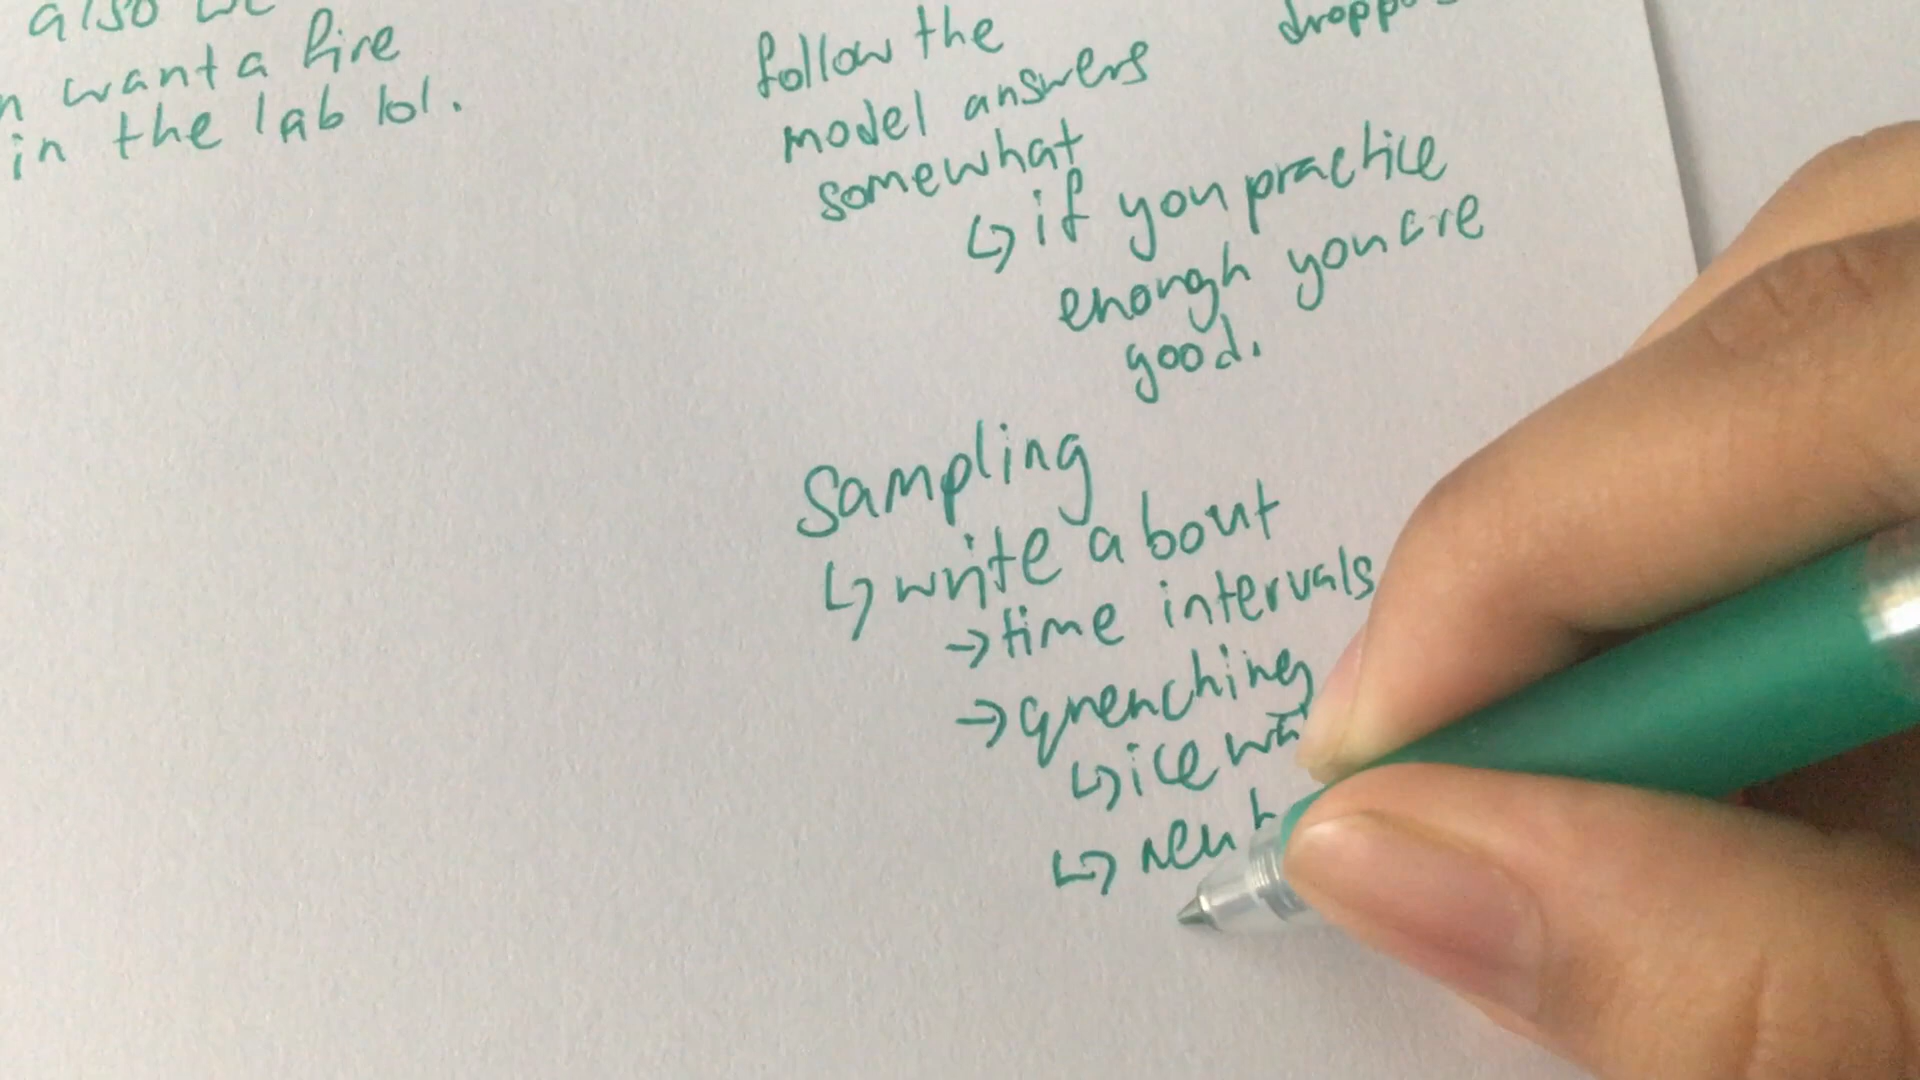 also
want a fire
in the lab lol.
follow the
model answers
somewhat
↳ if you practice
enough you are
good.
Sampling
↳ write about
→ time intervals
→ quenching
↳ ice
↳